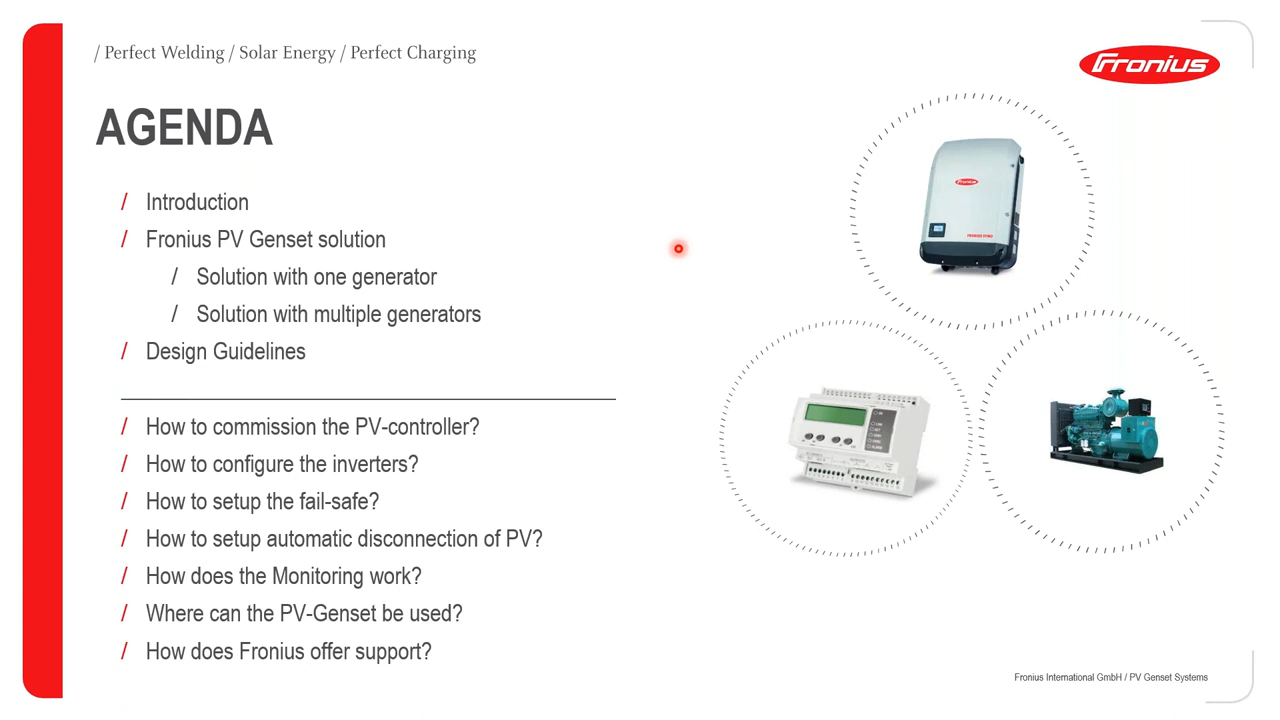 / Perfect Welding / Solar Energy / Perfect Charging
Fronius
AGENDA
/ Introduction
/ Fronius PV Genset solution
/ Solution with one generator
/ Solution with multiple generators
/ Design Guidelines
/ How to commission the PV-controller?
/ How to configure the inverters?
/ How to setup the fail-safe?
/ How to setup automatic disconnection of PV?
/ How does the Monitoring work?
/ Where can the PV-Genset be used?
/ How does Fronius offer support?
Fronius
FRONIUS SYMO
Fronius International GmbH / PV Genset Systems